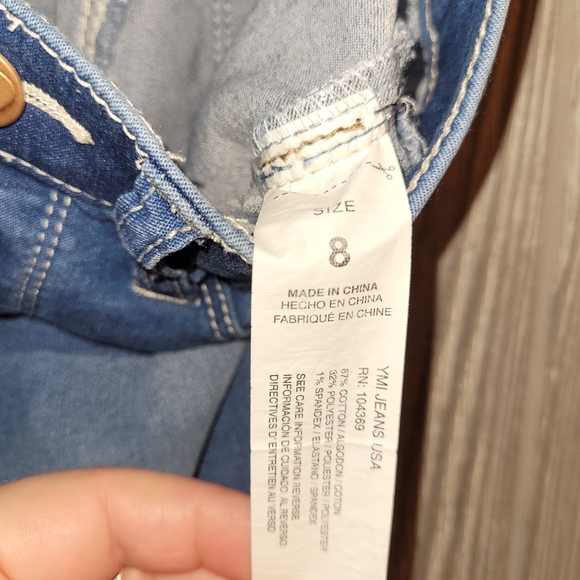 SIZE
8
MADE IN CHINA
HECHO EN CHINA
FABRIQUÉ EN CHINE
YMI JEANS USA
RN: 104369
67% COTTON / ALGODON / COTON
32% POLYESTER / POLIESTER / POLYESTER
1% SPANDEX / ELASTANO / SPANDEX
SEE CARE INFORMATION REVERSE
INFORMACIÓN DE CUIDADO AL REVERSO
DIRECTIVES D'ENTRETIEN AU VERSO